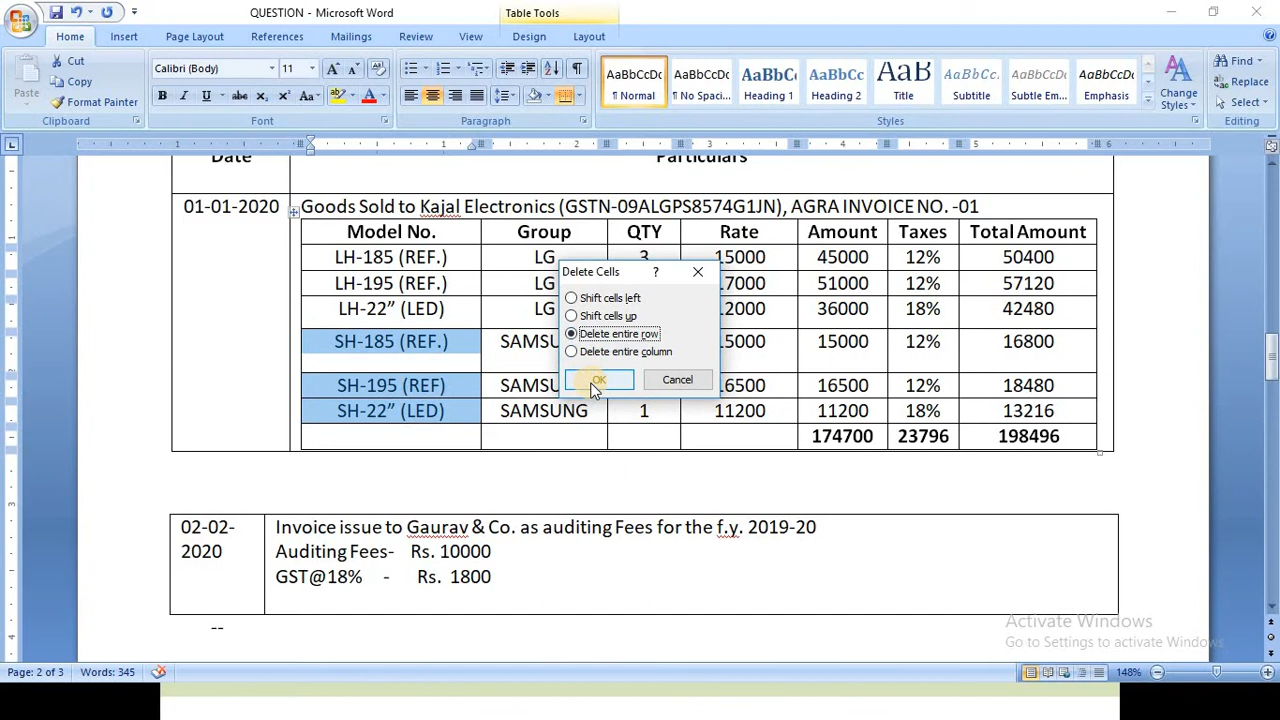 QUESTION - Microsoft Word
Table Tools
Home Insert Page Layout References Mailings Review View Design Layout
Cut
Copy
Format Painter
Paste
Clipboard
Calibri (Body) 11
Font
Paragraph
AaBbCcDc AaBbCcDc AaBbC AaBbCc AaB AaBbCc. AaBbCcDc AaBbCcDc
¶ Normal ¶ No Spaci... Heading 1 Heading 2 Title Subtitle Subtle Em... Emphasis
Change Styles
Styles
Find
Replace
Select
Editing
Date Particulars
01-01-2020 Goods Sold to Kajal Electronics (GSTN-09ALGPS8574G1JN), AGRA INVOICE NO. -01
Model No. Group QTY Rate Amount Taxes Total Amount
LH-185 (REF.) LG 3 15000 45000 12% 50400
LH-195 (REF.) LG 51000 12% 57120
LH-22” (LED) LG 36000 18% 42480
SH-185 (REF.) 15000 12% 16800
SH-195 (REF) 16500 16500 12% 18480
SH-22” (LED) SAMSUNG 1 11200 11200 18% 13216
174700 23796 198496
Delete Cells ?
Shift cells left
Shift cells up
Delete entire row
Delete entire column
OK Cancel
02-02-2020 Invoice issue to Gaurav & Co. as auditing Fees for the f.y. 2019-20
Auditing Fees- Rs. 10000
GST@18% - Rs. 1800
--
Activate Windows
Go to Settings to activate Windows
Page: 2 of 3 Words: 345 148%